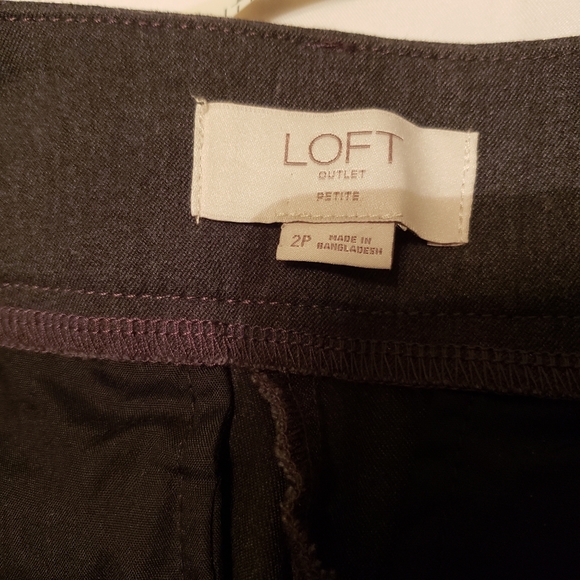 LOFT
OUTLET
PETITE
2P
MADE IN
BANGLADESH